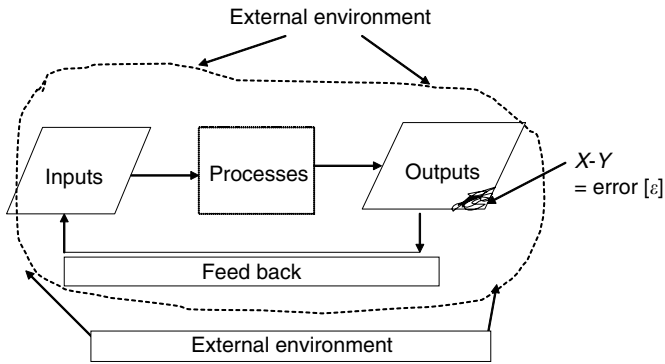 External environment
Inputs
Processes
Outputs
X-Y
= error [ε]
Feed back
External environment